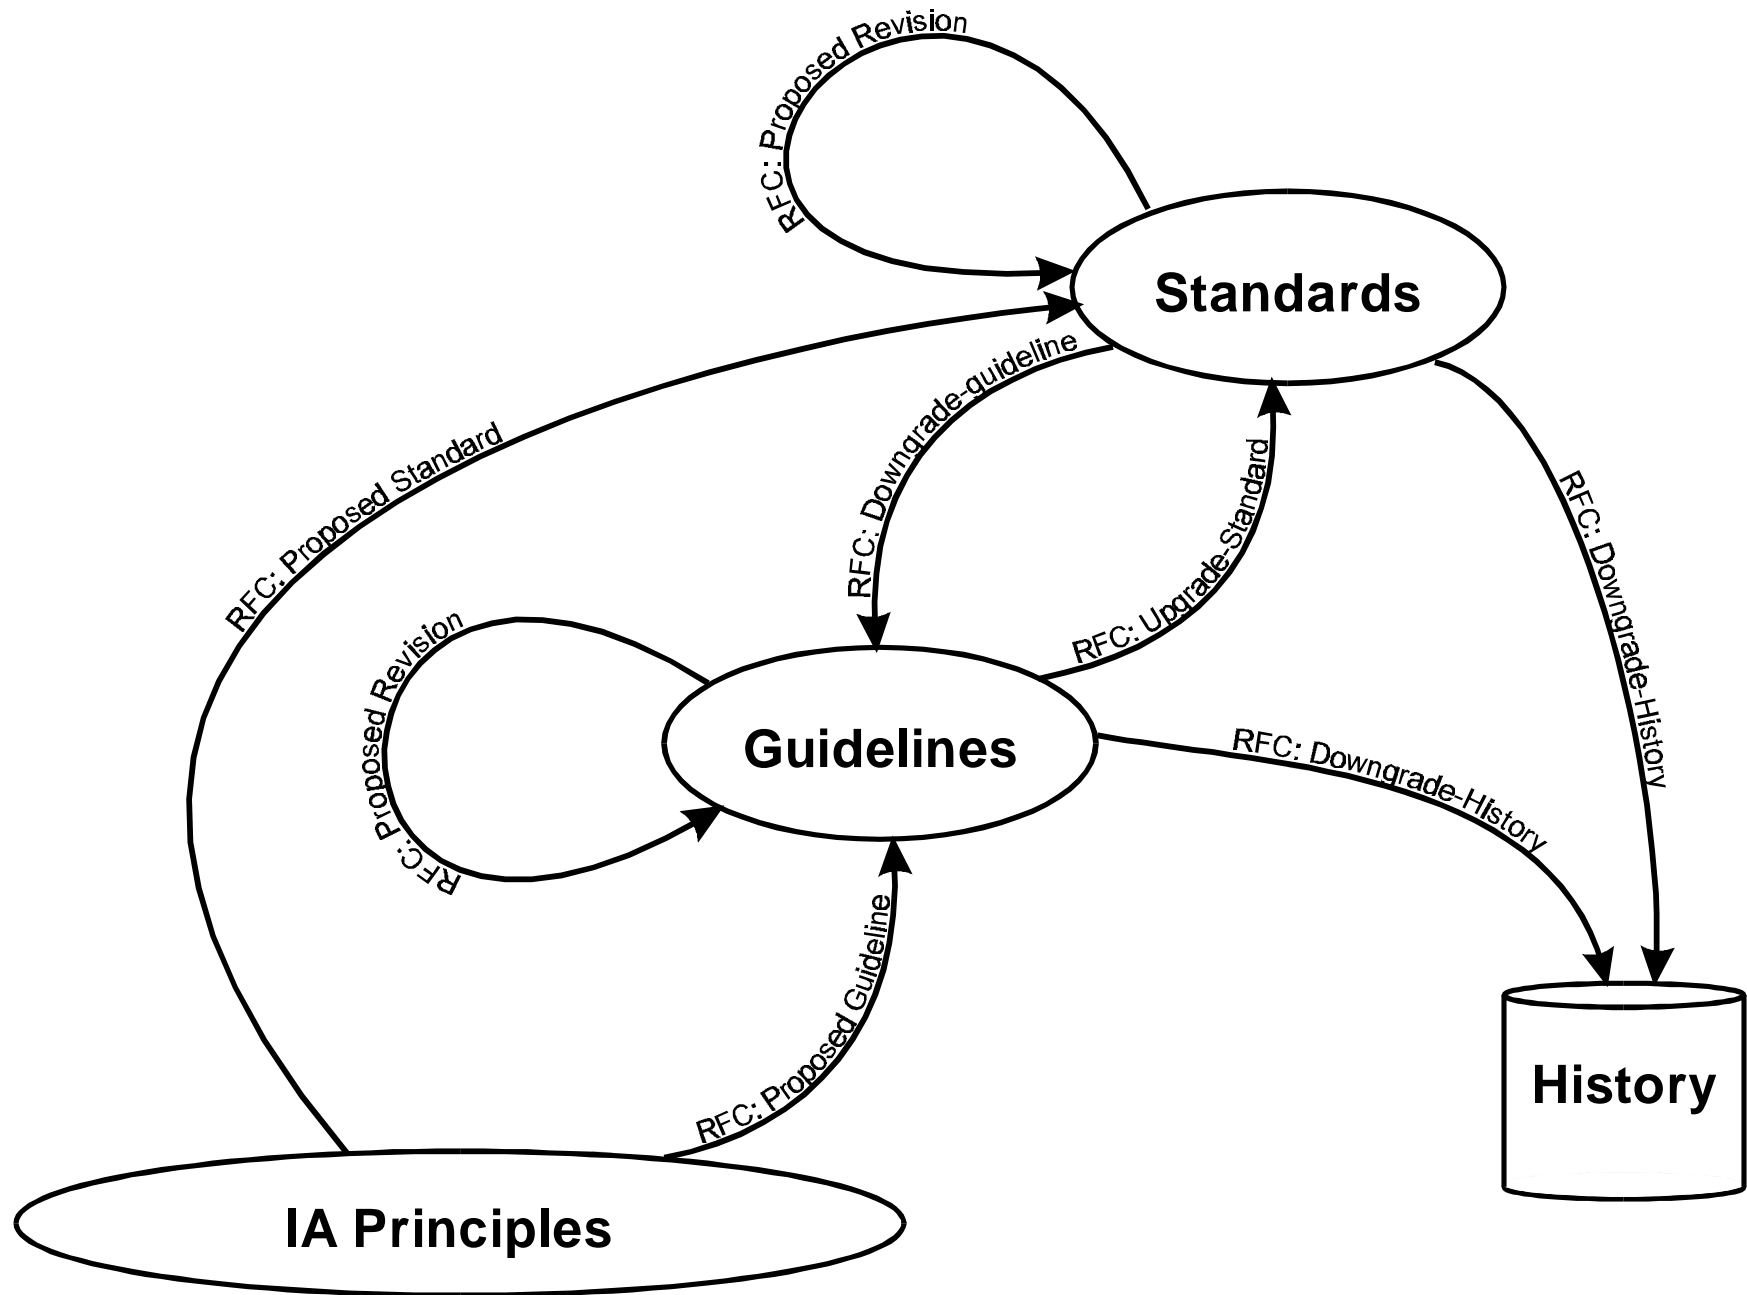 RFC: Proposed Revision
Standards
RFC: Downgrade-guideline
RFC: Proposed Standard
RFC: Upgrade-Standard
RFC: Downgrade-History
RFC: Proposed Revision
Guidelines
RFC: Downgrade-History
RFC: Proposed Guideline
History
IA Principles